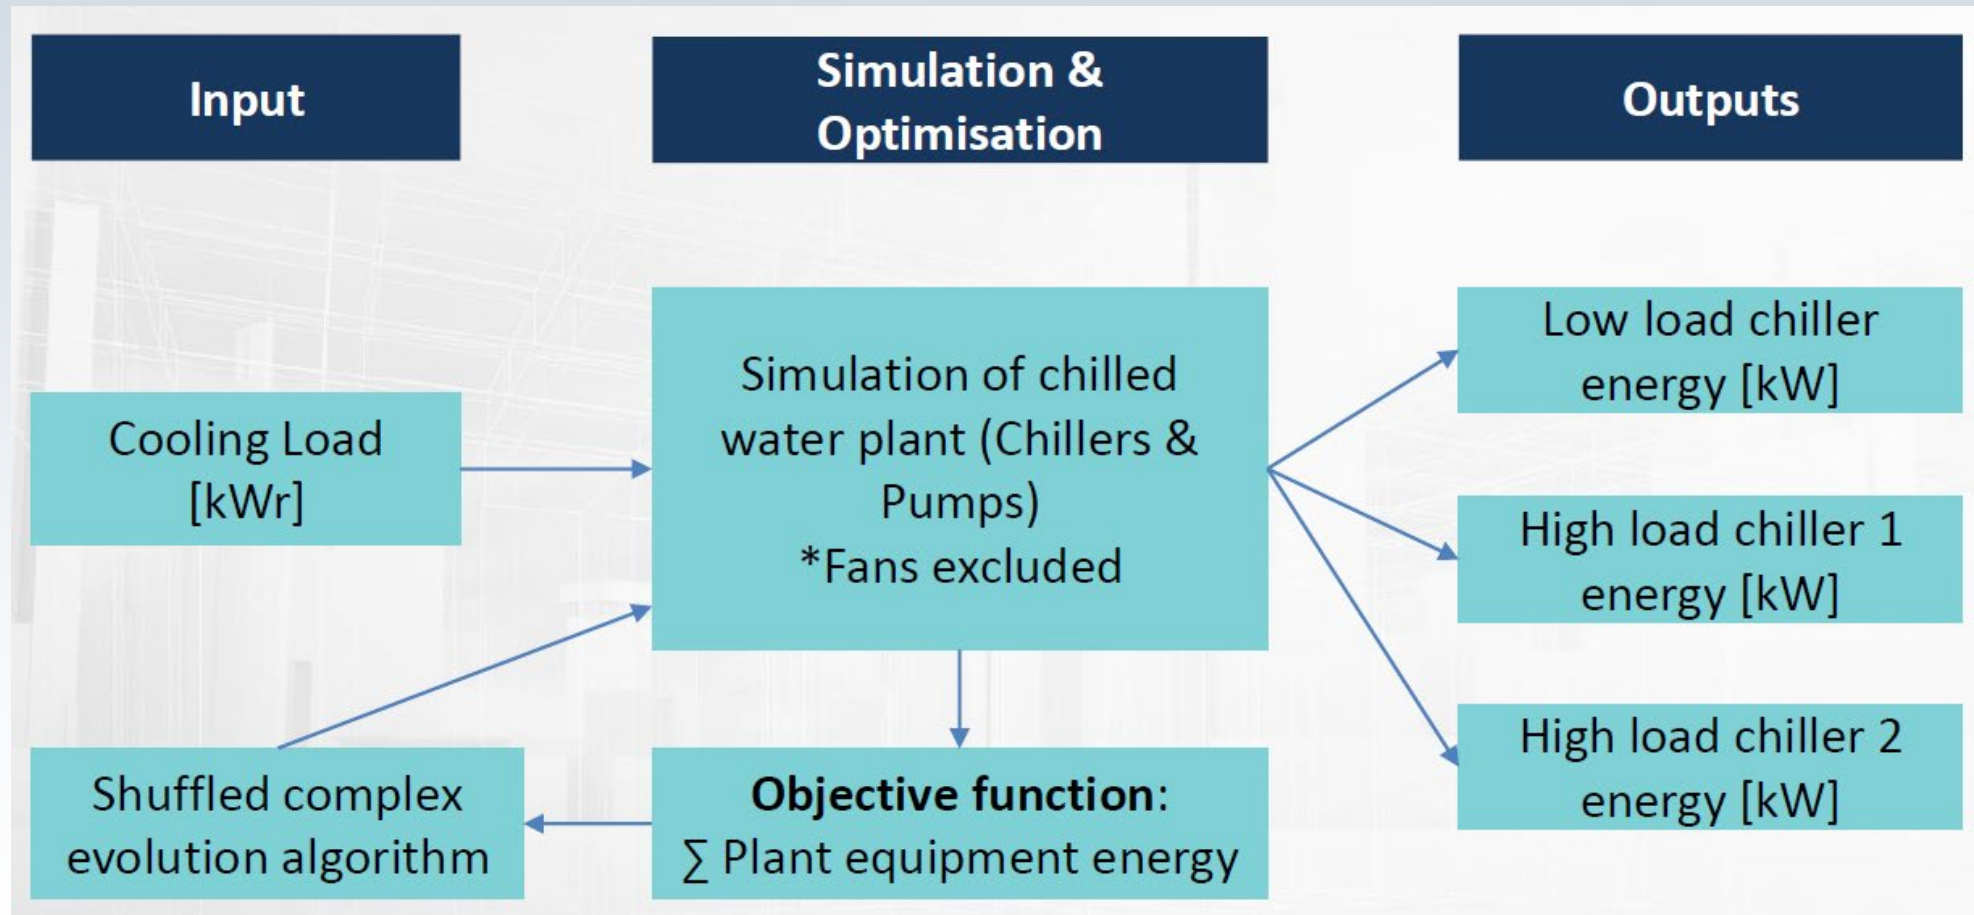 Input
Simulation &
Optimisation
Outputs
Cooling Load
[kWr]
Simulation of chilled
water plant (Chillers &
Pumps)
*Fans excluded
Low load chiller
energy [kW]
High load chiller 1
energy [kW]
High load chiller 2
energy [kW]
Shuffled complex
evolution algorithm
Objective function:
∑ Plant equipment energy